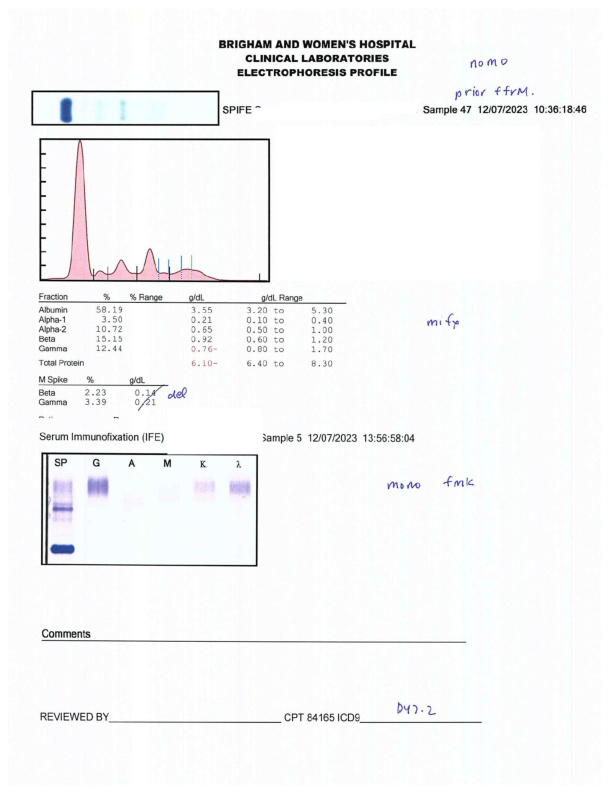 BRIGHAM AND WOMEN'S HOSPITAL
CLINICAL LABORATORIES
ELECTROPHORESIS PROFILE
nomo
prior ffrM.
SPIFE
Sample 47 12/07/2023 10:36:18:46
Fraction % % Range g/dL g/dL Range
Albumin 58.19 3.55 3.20 to 5.30
Alpha-1 3.50 0.21 0.10 to 0.40
Alpha-2 10.72 0.65 0.50 to 1.00
Beta 15.15 0.92 0.60 to 1.20
Gamma 12.44 0.76- 0.80 to 1.70
Total Protein 6.10- 6.40 to 8.30
M Spike % g/dL
Beta 2.23 0.14 del
Gamma 3.39 0.21
Serum Immunofixation (IFE) Sample 5 12/07/2023 13:56:58:04
SP G A M K λ
mono fmk
Comments
REVIEWED BY CPT 84165 ICD9 D47.2